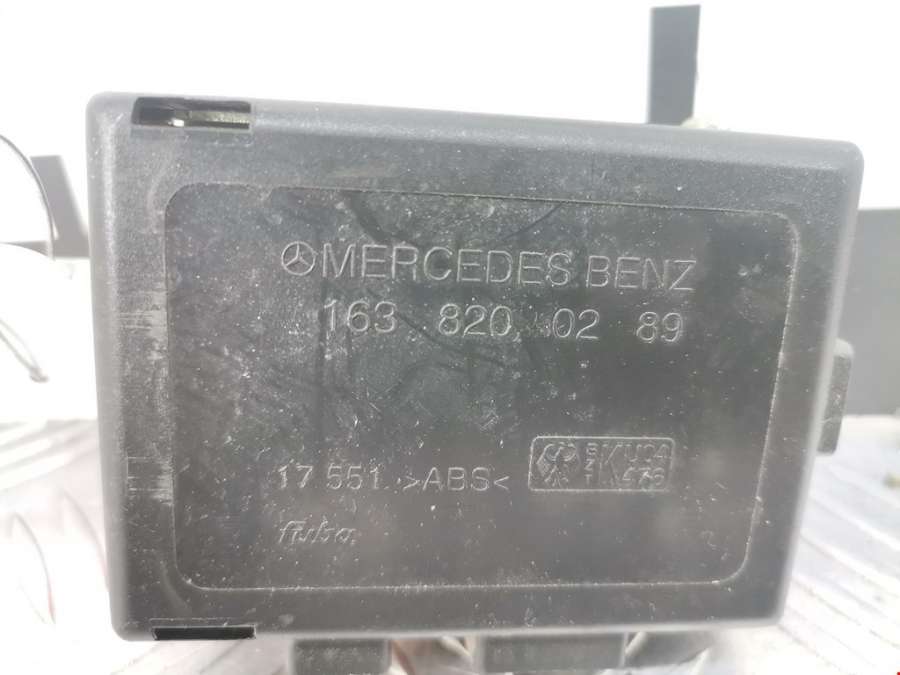 MERCEDES BENZ
163 820 02 89
17 551 >ABS<
fuba